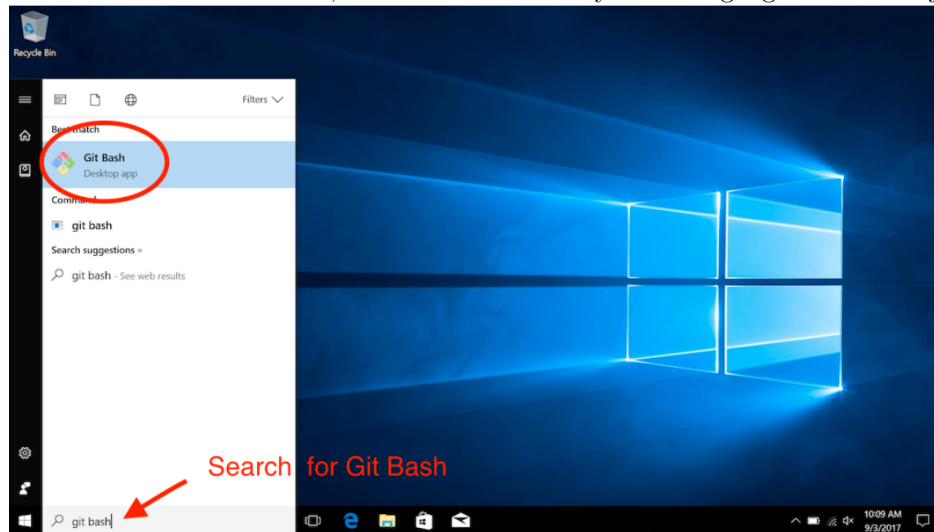 Recycle Bin
Filters
Best match
Git Bash
Desktop app
Command
git bash
Search suggestions »
git bash - See web results
Search for Git Bash
git bash
10:09 AM
9/3/2017